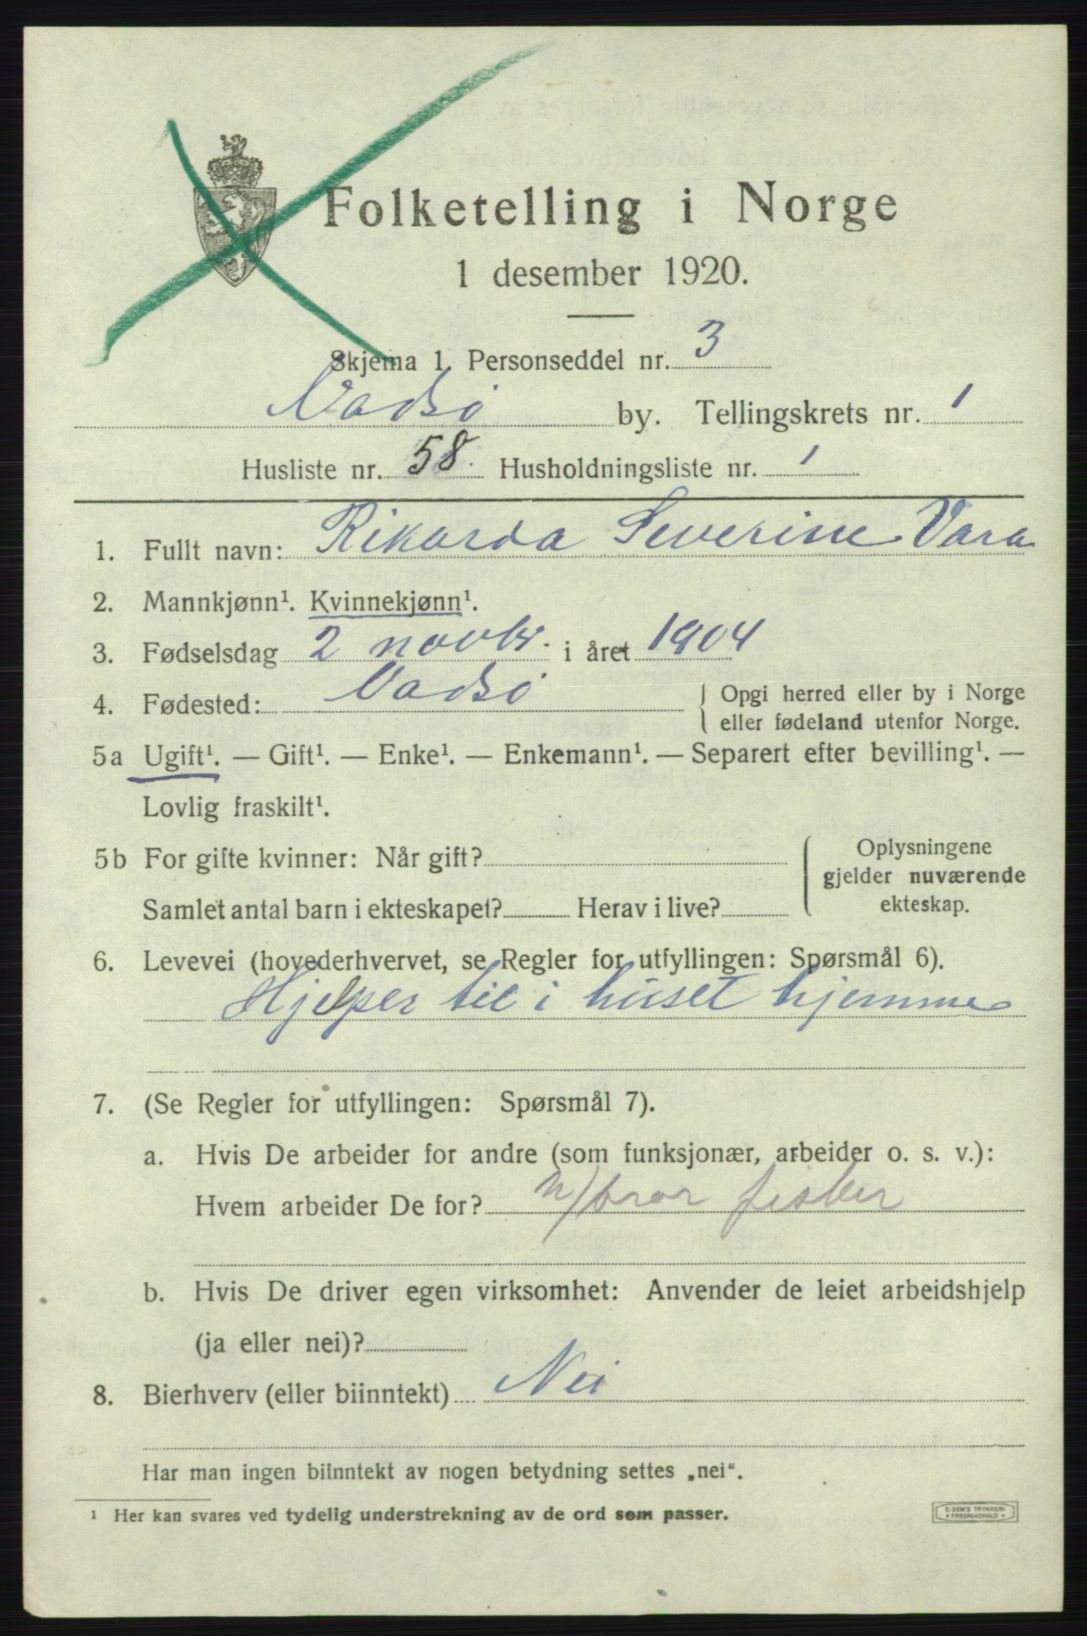 Folketelling i Norge
1 desember 1920.
Skjema 1. Personseddel nr. 3
Vadsø by. Tellingskrets nr. 1
Husliste nr. 58. Husholdningsliste nr. 1
1. Fullt navn: Rikarda Severine Vara
2. Mannkjønn¹. Kvinnekjønn¹.
3. Fødselsdag 2 novbr. i året 1904
4. Fødested: Vadsø
Opgi herred eller by i Norge
eller fødeland utenfor Norge.
5a Ugift¹. — Gift¹. — Enke¹. — Enkemann¹. — Separert efter bevilling¹. —
Lovlig fraskilt¹.
5b For gifte kvinner: Når gift?
Samlet antal barn i ekteskapet? Herav i live?
Oplysningene
gjelder nuværende
ekteskap.
6. Levevei (hovederhvervet, se Regler for utfyllingen: Spørsmål 6).
Hjelper til i huset hjemme
7. (Se Regler for utfyllingen: Spørsmål 7).
a. Hvis De arbeider for andre (som funksjonær, arbeider o. s. v.):
Hvem arbeider De for? h/bror fisker
b. Hvis De driver egen virksomhet: Anvender de leiet arbeidshjelp
(ja eller nei)?
8. Bierhverv (eller biinntekt) Nei
Har man ingen biinntekt av nogen betydning settes „nei“.
¹ Her kan svares ved tydelig understrekning av de ord som passer.
E. SEM'S TRYKKERI
FREDRIKSHALD